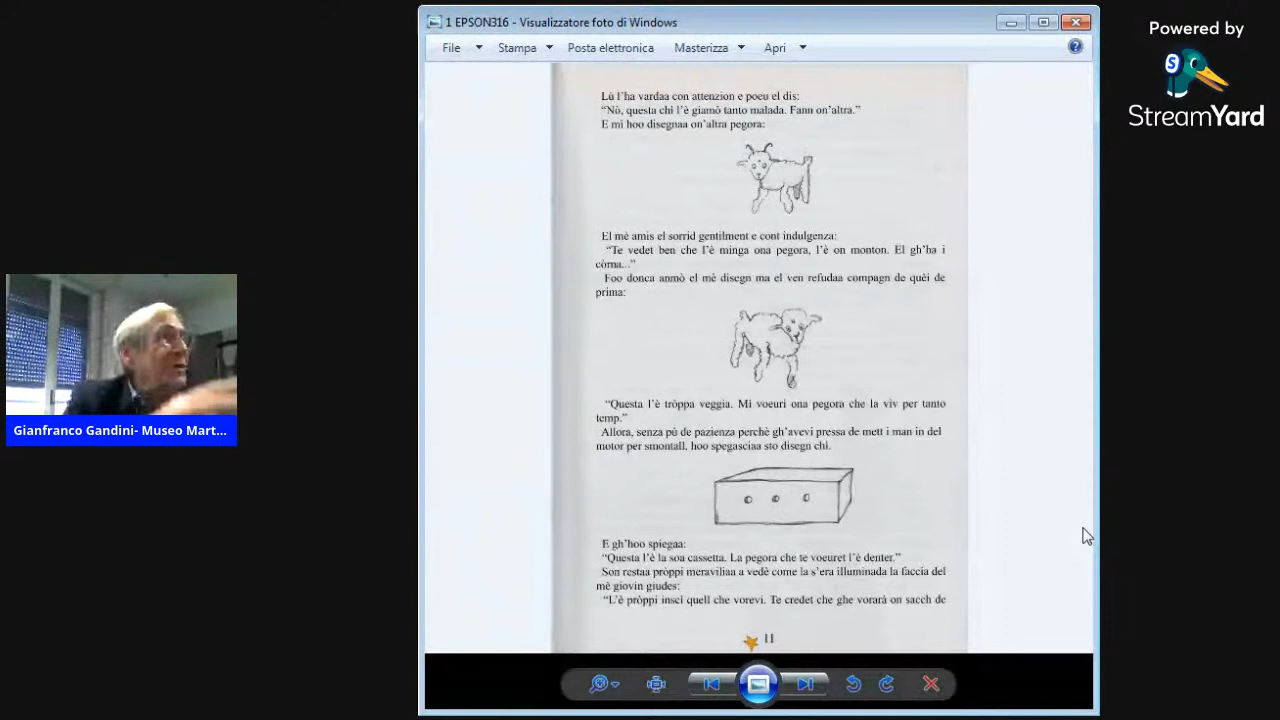 1 EPSON316 - Visualizzatore foto di Windows
File Stampa Posta elettronica Masterizza Apri
Powered by
StreamYard
Lù l'ha vardaa con attenzion e poeu el dis:
"Nò, questa chì l'è giamò tanto malada. Fann on'altra."
E mì hoo disegnaa on'altra pegora:
El mè amis el sorrid gentilment e cont indulgenza:
"Te vedet ben che l'è minga ona pegora, l'è on monton. El gh'ha i
còrna..."
Foo donca anmò el mè disegn ma el ven refudaa compagn de quèi de
prima:
"Questa l'è tròppa veggia. Mì voeuri ona pegora che la viv per tanto
temp."
Allora, senza pù de pazienza perchè gh'avevi pressa de mett i man in del
motor per smontall, hoo spegasciaa sto disegn chì.
E gh'hoo spiegaa:
"Questa l'è la soa cassetta. La pegora che te voeuret l'è denter."
Son restaa pròppi meraviliaa a vedè come la s'era illuminada la faccia del
mè giovin giudes:
"L'è pròppi inscì quell che vorevi. Te credet che ghe vorarà on sacch de
11
Gianfranco Gandini- Museo Mart...